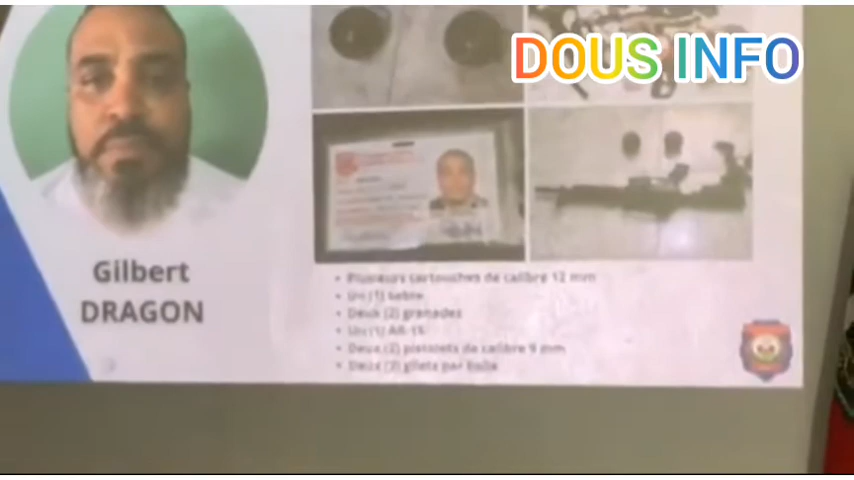 DOUS INFO
Gilbert
DRAGON
• Plusieurs cartouches de calibre 12 mm
• Un (1) sabre
• Deux (2) grenades
• Un (1) AR-15
• Deux (2) pistolets de calibre 9 mm
• Deux (2) gilets par balle